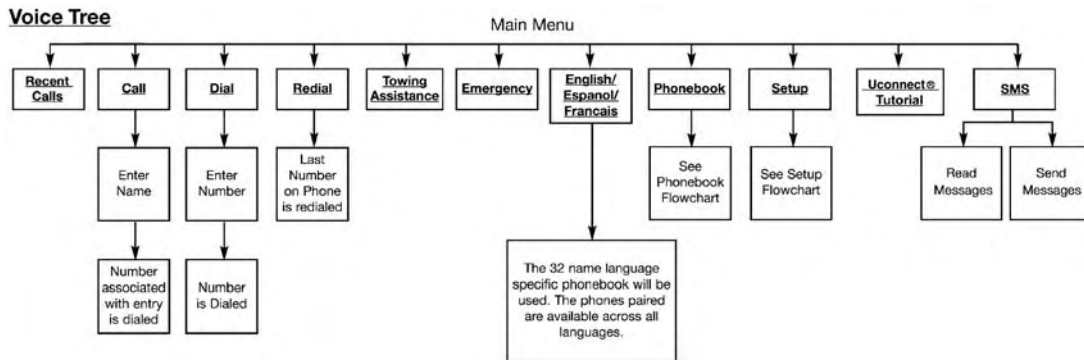 Voice Tree
Main Menu
Recent
Calls
Call
Dial
Redial
Towing
Assistance
Emergency
English/
Espanol/
Francais
Phonebook
Setup
Uconnect®
Tutorial
SMS
Enter
Name
Enter
Number
Last
Number
on Phone
is redialed
See
Phonebook
Flowchart
See Setup
Flowchart
Read
Messages
Send
Messages
Number
associated
with entry
is dialed
Number
is Dialed
The 32 name language
specific phonebook will be
used. The phones paired
are available across all
languages.